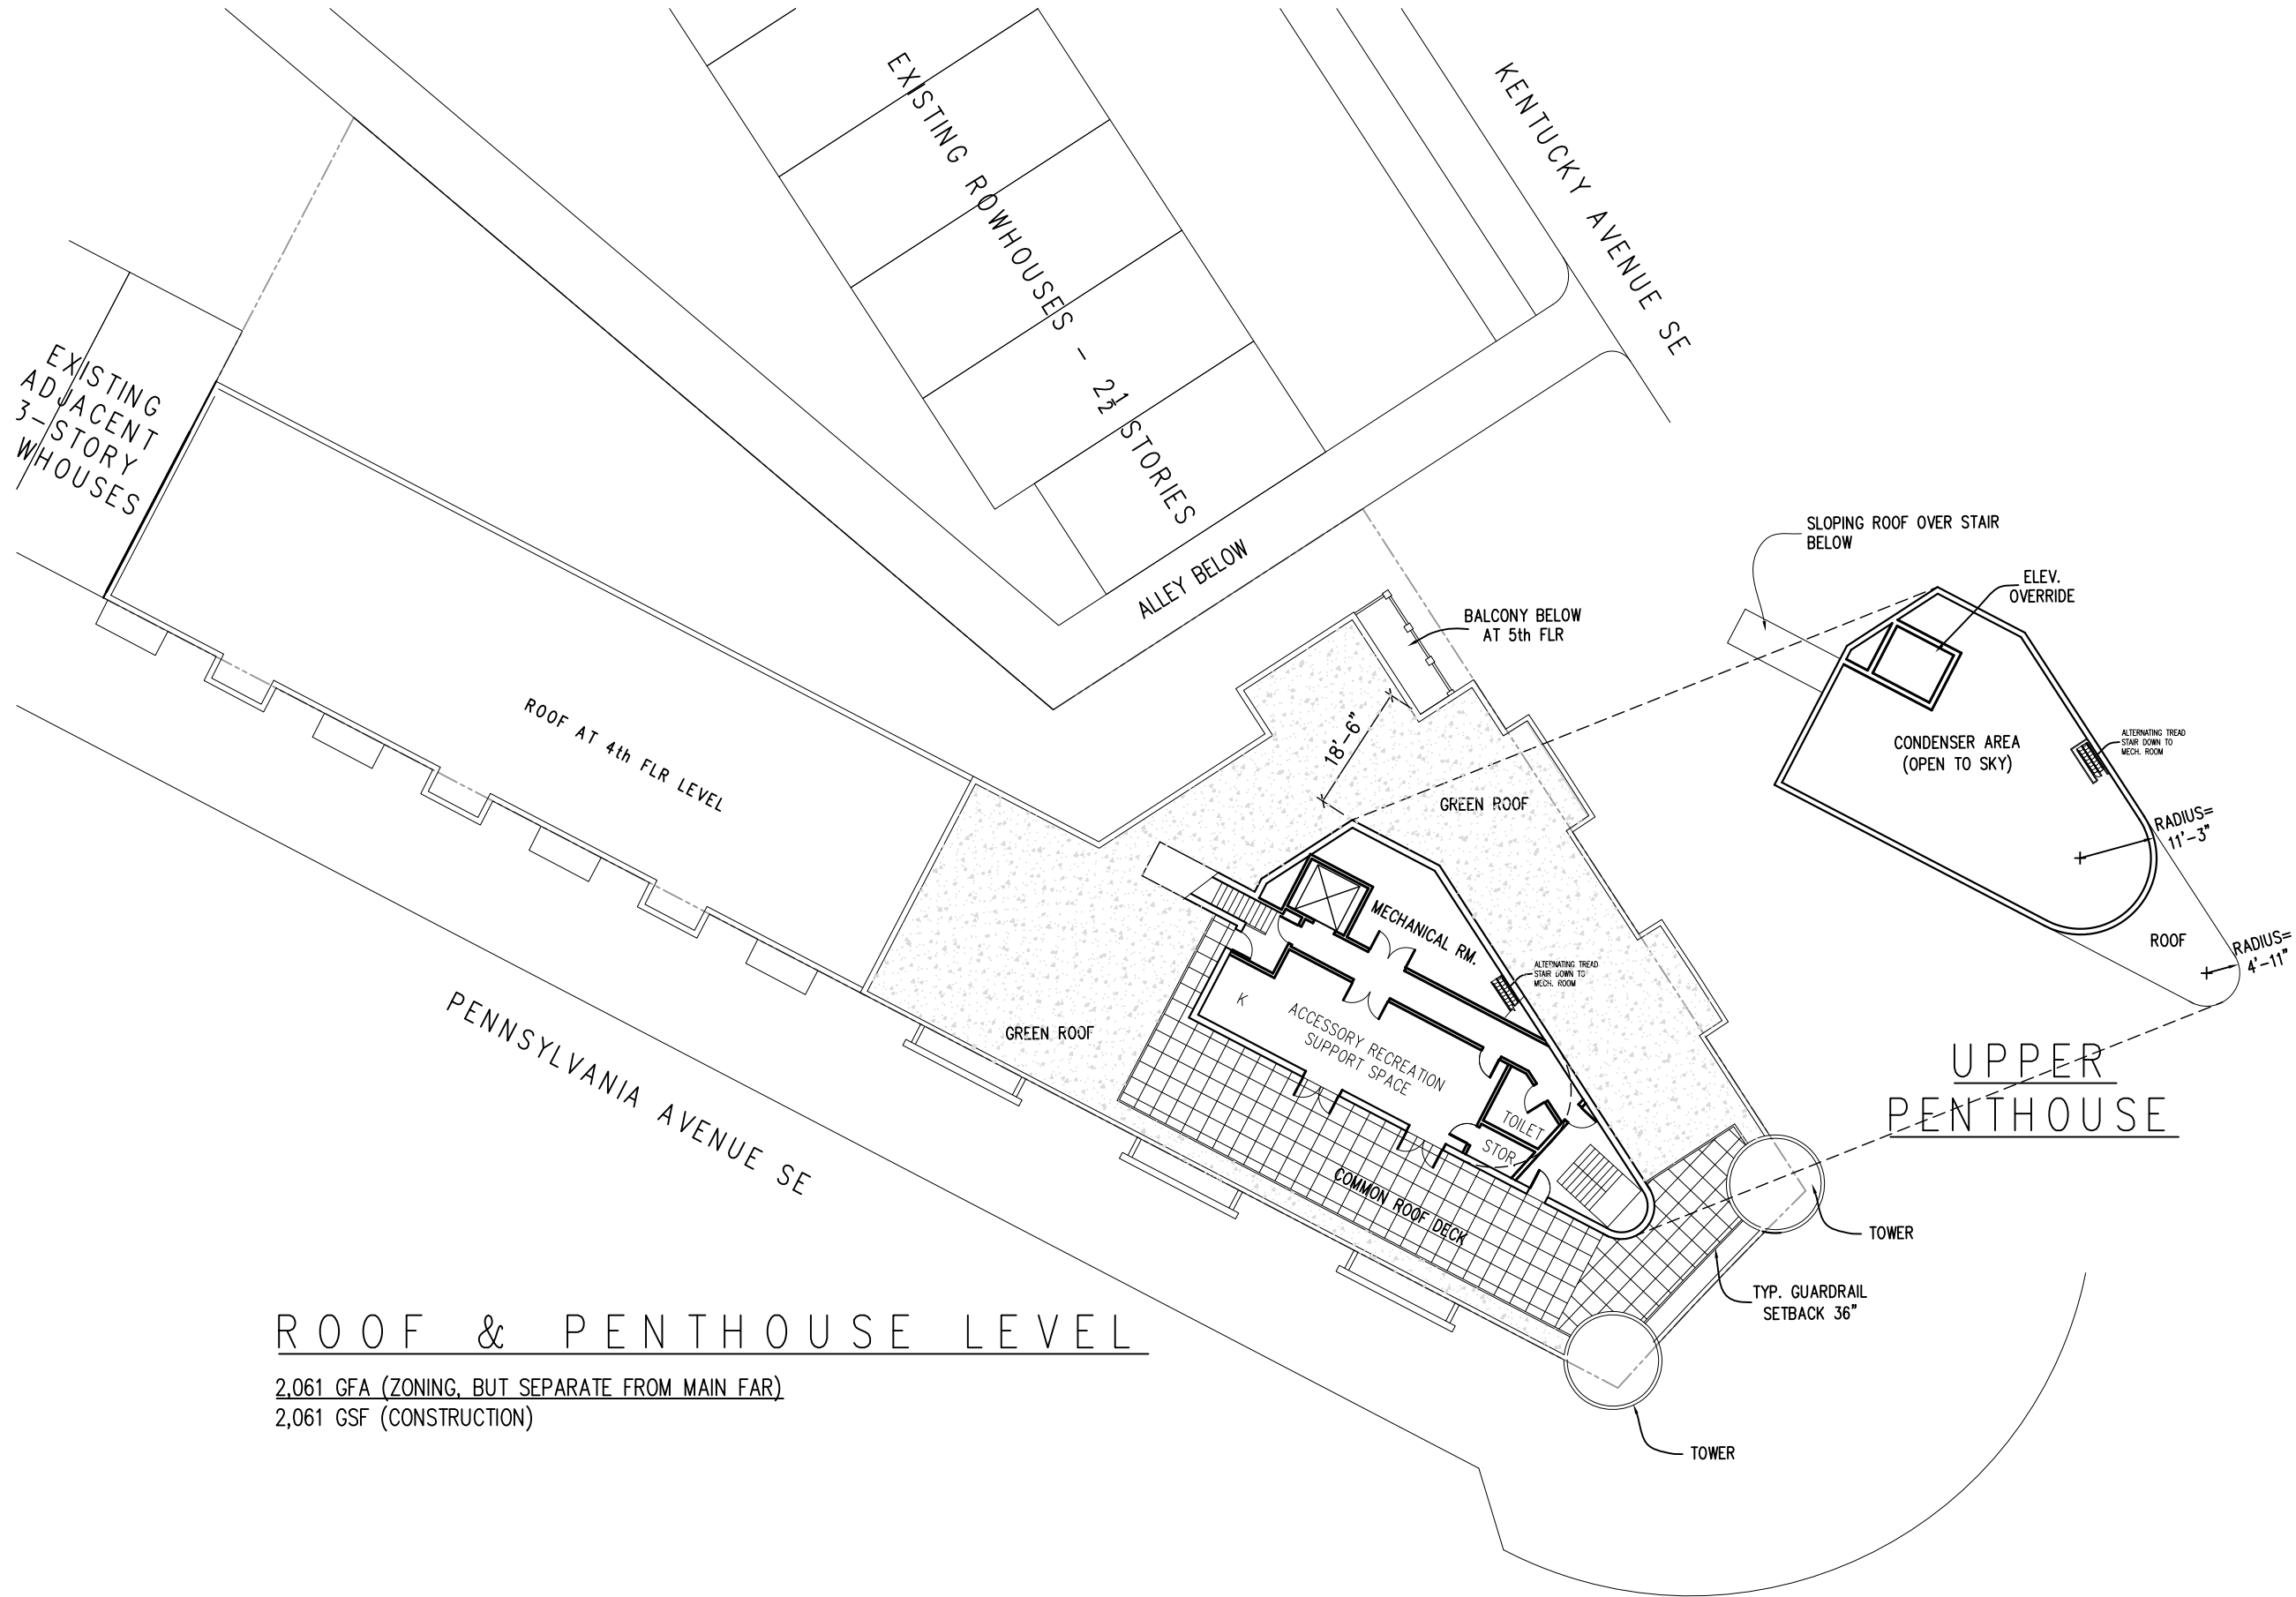 KENTUCKY AVENUE SE
EXISTING ROWHOUSES - 2 1/2 STORIES
EXISTING
ADJACENT
3-STORY
WHOUSES
ALLEY BELOW
SLOPING ROOF OVER STAIR
BELOW
ELEV.
OVERRIDE
BALCONY BELOW
AT 5th FLR
ROOF AT 4th FLR LEVEL
18'-6"
CONDENSER AREA
(OPEN TO SKY)
ALTERNATING TREAD
STAIR DOWN TO
MECH. ROOM
GREEN ROOF
RADIUS=
11'-3"
ROOF
RADIUS=
4'-11"
MECHANICAL RM.
ALTERNATING TREAD
STAIR DOWN TO
MECH. ROOM
K
ACCESSORY RECREATION
SUPPORT SPACE
GREEN ROOF
TOILET
STOR.
COMMON ROOF DECK
PENNSYLVANIA AVENUE SE
UPPER
PENTHOUSE
TOWER
TYP. GUARDRAIL
SETBACK 36"
TOWER
ROOF & PENTHOUSE LEVEL
2,061 GFA (ZONING, BUT SEPARATE FROM MAIN FAR)
2,061 GSF (CONSTRUCTION)